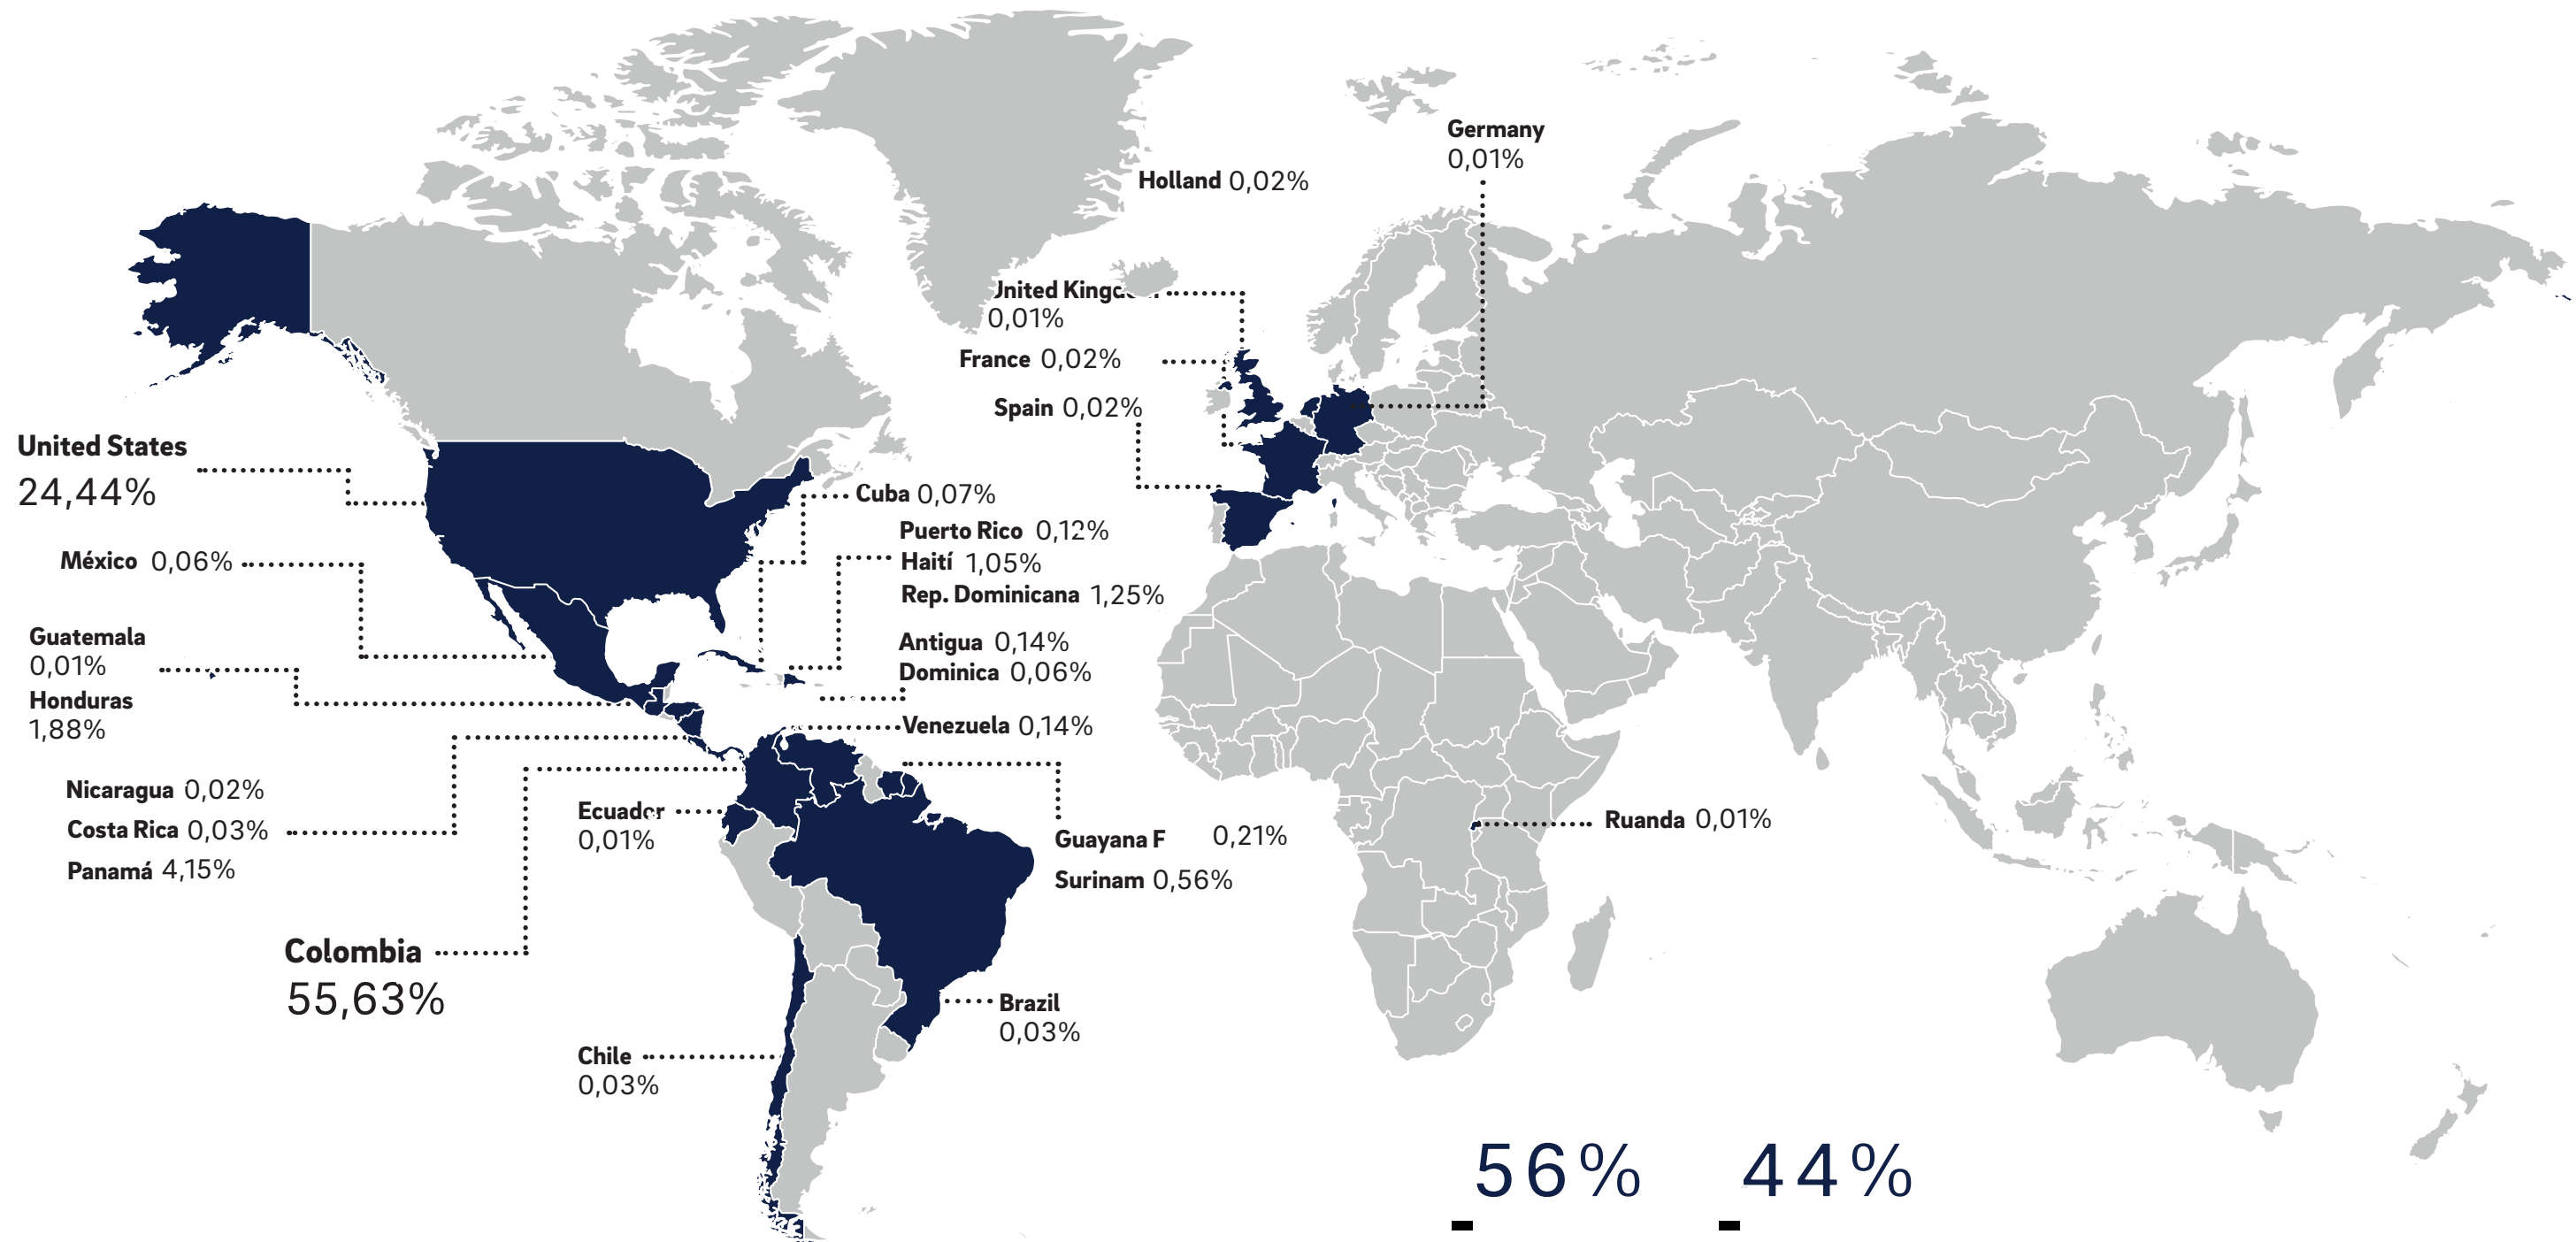 Germany
0,01%
Holland 0,02%
0,01%
France 0,02%
Spain 0,02%
United States
24,44%
Cuba 0,07%
Puerto Rico 0,12%
México 0,06%
Haití 1,05%
Rep. Dominicana 1,25%
Guatemala
0,01%
Antigua 0,14%
Dominica 0,06%
Honduras
1,88%
Venezuela 0,14%
Nicaragua 0,02%
Costa Rica 0,03%
Panamá 4,15%
Ecuador
0,01%
Guayana F 0,21%
Surinam 0,56%
Ruanda 0,01%
Colombia
55,63%
Brazil
0,03%
Chile
0,03%
56% 44%